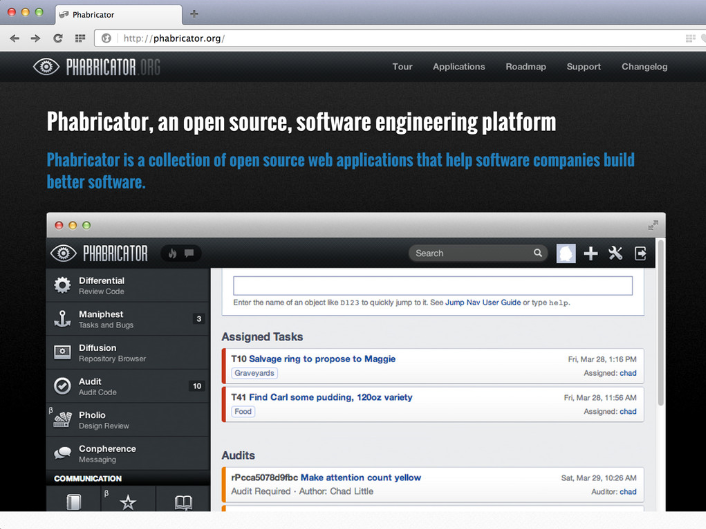 Phabricator
http://phabricator.org/
PHABRICATOR.ORG
Tour Applications Roadmap Support Changelog
Phabricator, an open source, software engineering platform
Phabricator is a collection of open source web applications that help software companies build
better software.
PHABRICATOR
Search
Differential
Review Code
Maniphest
Tasks and Bugs
3
Diffusion
Repository Browser
Audit
Audit Code
10
β
Pholio
Design Review
Conpherence
Messaging
COMMUNICATION
β
Enter the name of an object like D123 to quickly jump to it. See Jump Nav User Guide or type help.
Assigned Tasks
T10 Salvage ring to propose to Maggie
Fri, Mar 28, 1:16 PM
Graveyards
Assigned: chad
T41 Find Carl some pudding, 120oz variety
Fri, Mar 28, 11:56 AM
Food
Assigned: chad
Audits
rPcca5078d9fbc Make attention count yellow
Sat, Mar 29, 10:26 AM
Audit Required · Author: Chad Little
Auditor: chad